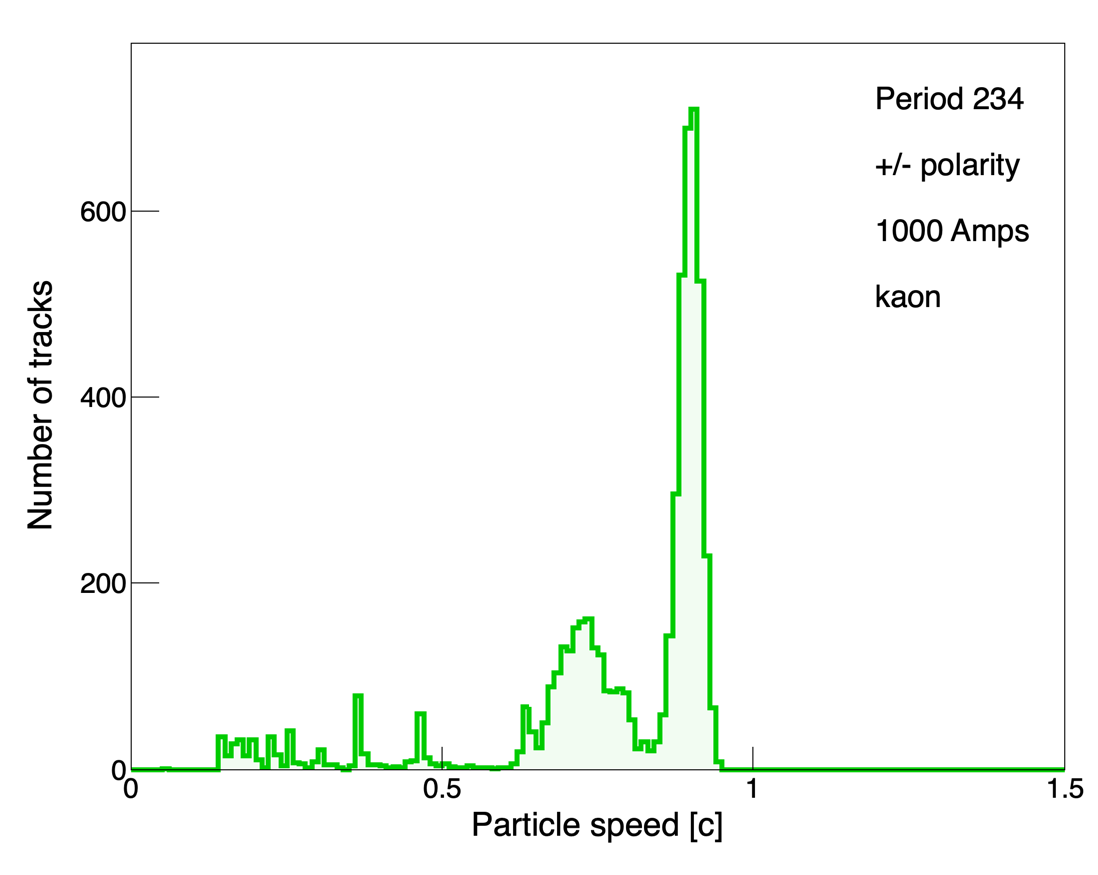 Period 234
+/- polarity
1000 Amps
kaon
Number of tracks
600
400
200
0
0 0.5 1 1.5
Particle speed [c]